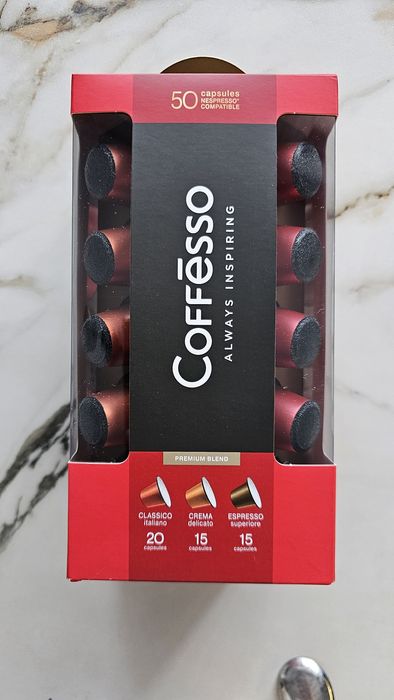 50 capsules
NESPRESSO*
COMPATIBLE
COFFēSSO
ALWAYS INSPIRING
PREMIUM BLEND
CLASSICO
italiano
20
capsules
CREMA
delicato
15
capsules
ESPRESSO
superiore
15
capsules